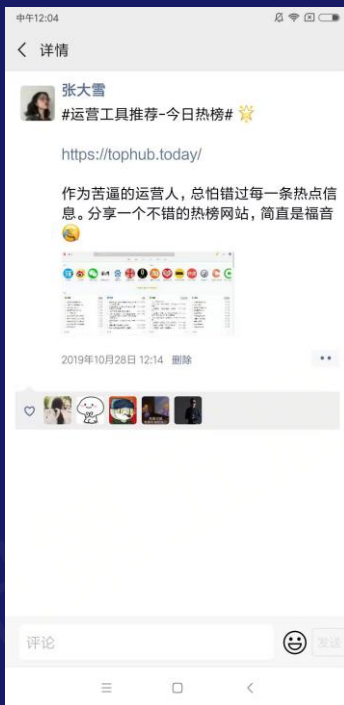 中午12:04
详情
张大雪
#运营工具推荐-今日热榜#
https://tophub.today/
作为苦逼的运营人，总怕错过每一条热点信
息。分享一个不错的热榜网站，简直是福音
2019年10月28日 12:14 删除
评论
发送